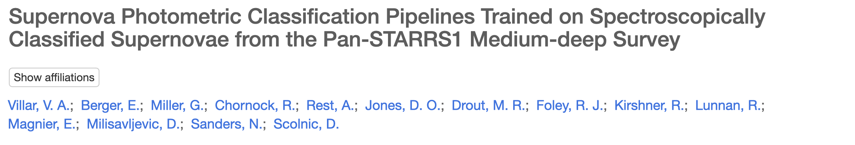 Supernova Photometric Classification Pipelines Trained on Spectroscopically
Classified Supernovae from the Pan-STARRS1 Medium-deep Survey
Show affiliations
Villar, V. A.; Berger, E.; Miller, G.; Chornock, R.; Rest, A.; Jones, D. O.; Drout, M. R.; Foley, R. J.; Kirshner, R.; Lunnan, R.;
Magnier, E.; Milisavljevic, D.; Sanders, N.; Scolnic, D.